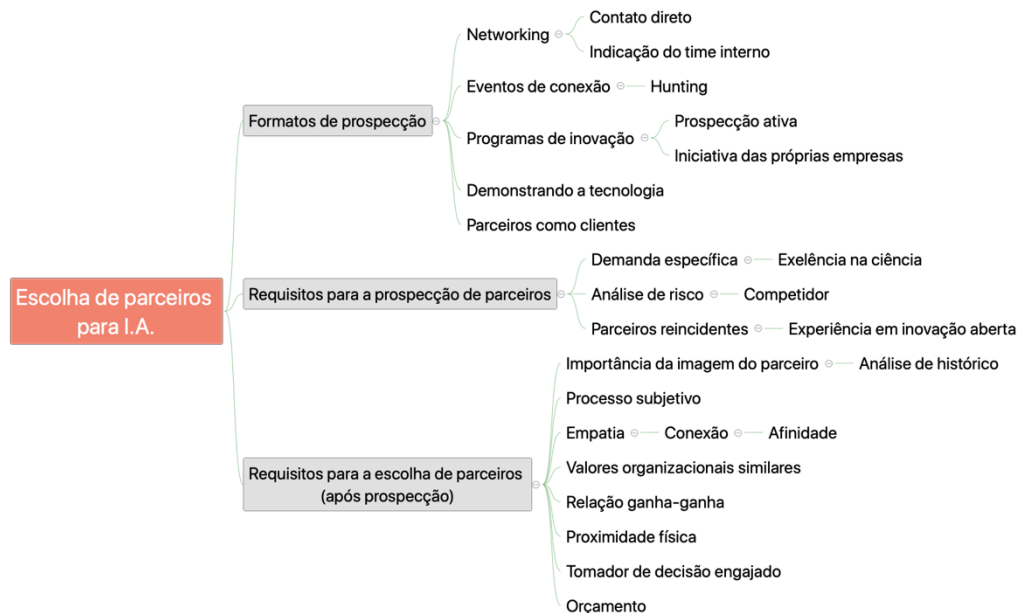 Escolha de parceiros
para I.A.
Formatos de prospecção
Networking
Contato direto
Indicação do time interno
Eventos de conexão
Hunting
Programas de inovação
Prospecção ativa
Iniciativa das próprias empresas
Demonstrando a tecnologia
Parceiros como clientes
Requisitos para a prospecção de parceiros
Demanda específica
Exelência na ciência
Análise de risco
Competidor
Parceiros reincidentes
Experiência em inovação aberta
Requisitos para a escolha de parceiros
(após prospecção)
Importância da imagem do parceiro
Análise de histórico
Processo subjetivo
Empatia
Conexão
Afinidade
Valores organizacionais similares
Relação ganha-ganha
Proximidade física
Tomador de decisão engajado
Orçamento